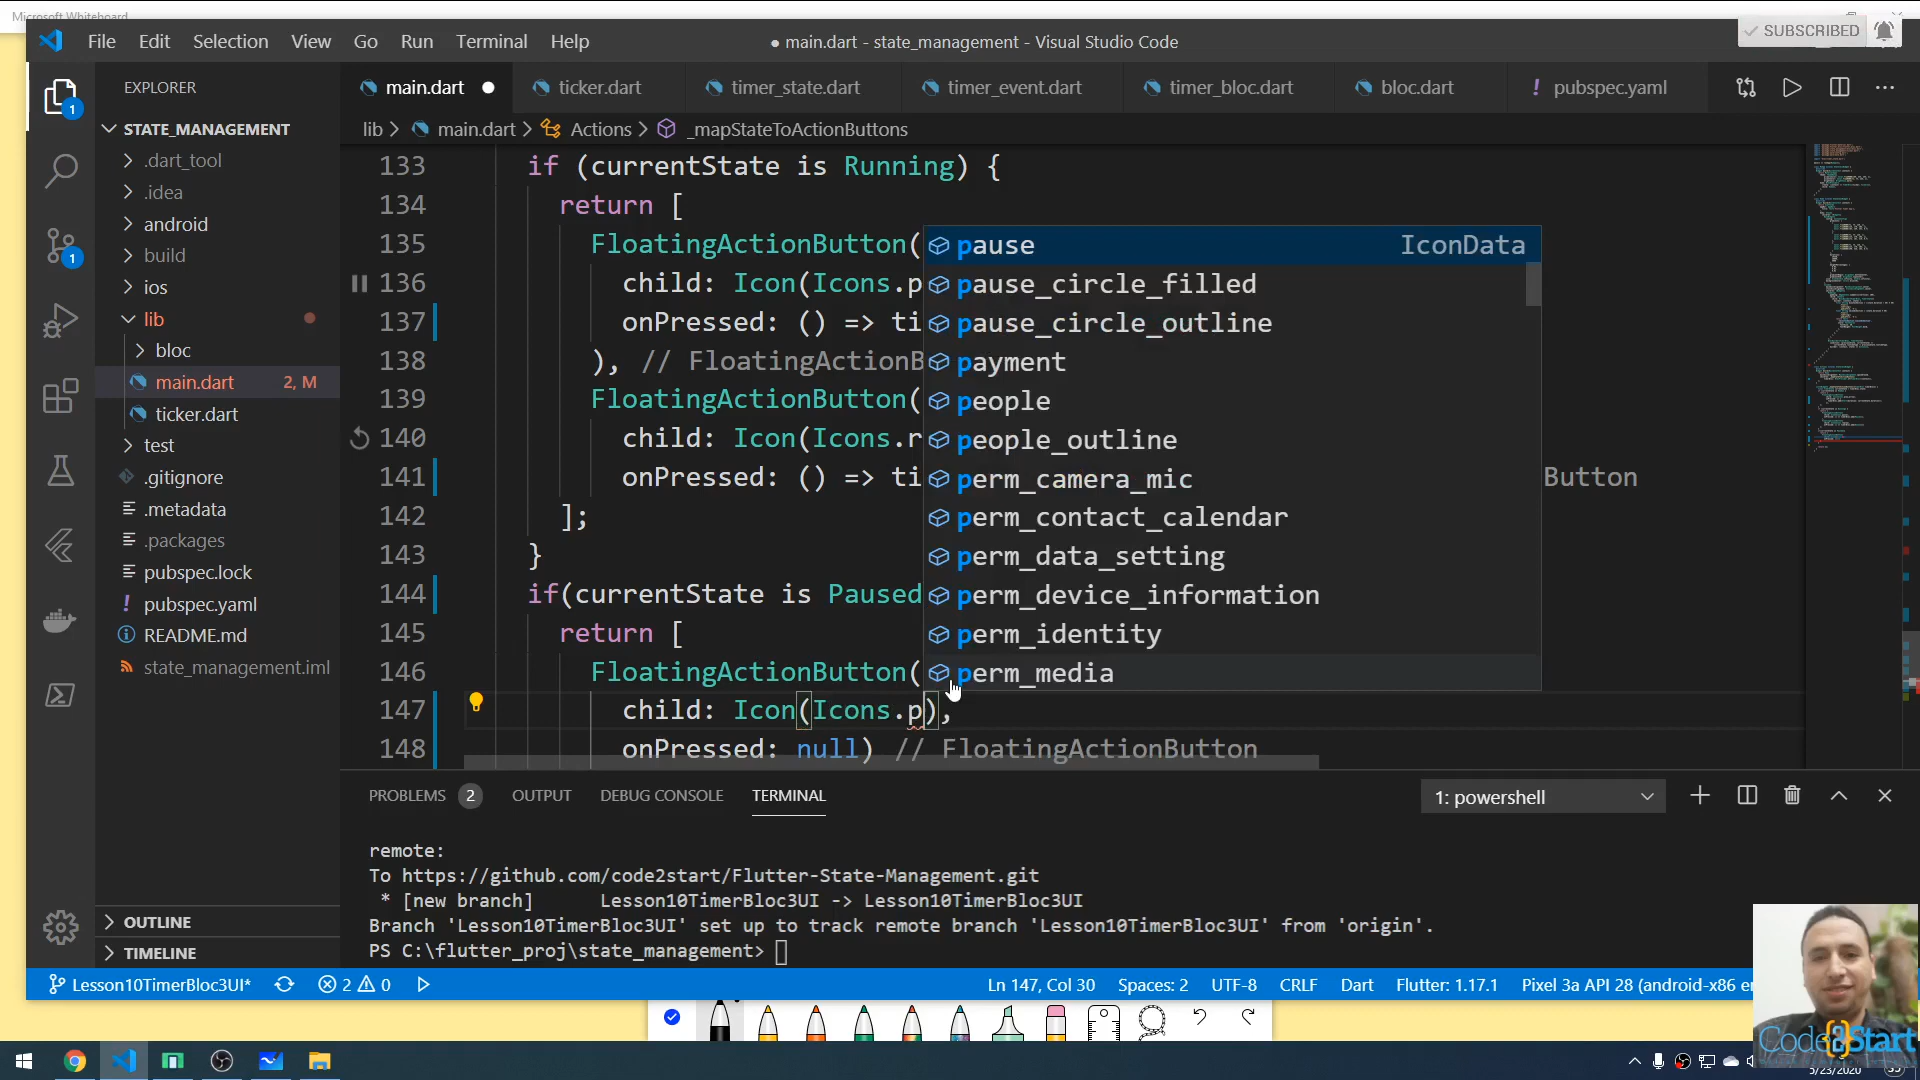 Microsoft Whiteboard
File Edit Selection View Go Run Terminal Help
● main.dart - state_management - Visual Studio Code
SUBSCRIBED
EXPLORER
main.dart
ticker.dart
timer_state.dart
timer_event.dart
timer_bloc.dart
bloc.dart
! pubspec.yaml
lib > main.dart > Actions > _mapStateToActionButtons
1
1
STATE_MANAGEMENT
.dart_tool
.idea
android
build
ios
lib
bloc
main.dart 2, M
ticker.dart
test
.gitignore
.metadata
.packages
pubspec.lock
! pubspec.yaml
README.md
state_management.iml
OUTLINE
TIMELINE
133 if (currentState is Running) {
134 return [
135 FloatingActionButton(
136 child: Icon(Icons.p
137 onPressed: () => ti
138 ), // FloatingActionB
139 FloatingActionButton(
140 child: Icon(Icons.r
141 onPressed: () => ti Button
142 ];
143 }
144 if(currentState is Paused
145 return [
146 FloatingActionButton(
147 child: Icon(Icons.p),
148 onPressed: null) // FloatingActionButton
pause IconData
pause_circle_filled
pause_circle_outline
payment
people
people_outline
perm_camera_mic
perm_contact_calendar
perm_data_setting
perm_device_information
perm_identity
perm_media
PROBLEMS 2 OUTPUT DEBUG CONSOLE TERMINAL
1: powershell
remote:
To https://github.com/code2start/Flutter-State-Management.git
* [new branch] Lesson10TimerBloc3UI -> Lesson10TimerBloc3UI
Branch 'Lesson10TimerBloc3UI' set up to track remote branch 'Lesson10TimerBloc3UI' from 'origin'.
PS C:\flutter_proj\state_management>
Lesson10TimerBloc3UI* 2 0
Ln 147, Col 30 Spaces: 2 UTF-8 CRLF Dart Flutter: 1.17.1 Pixel 3a API 28 (android-x86
Code{2}Start
5/23/2020